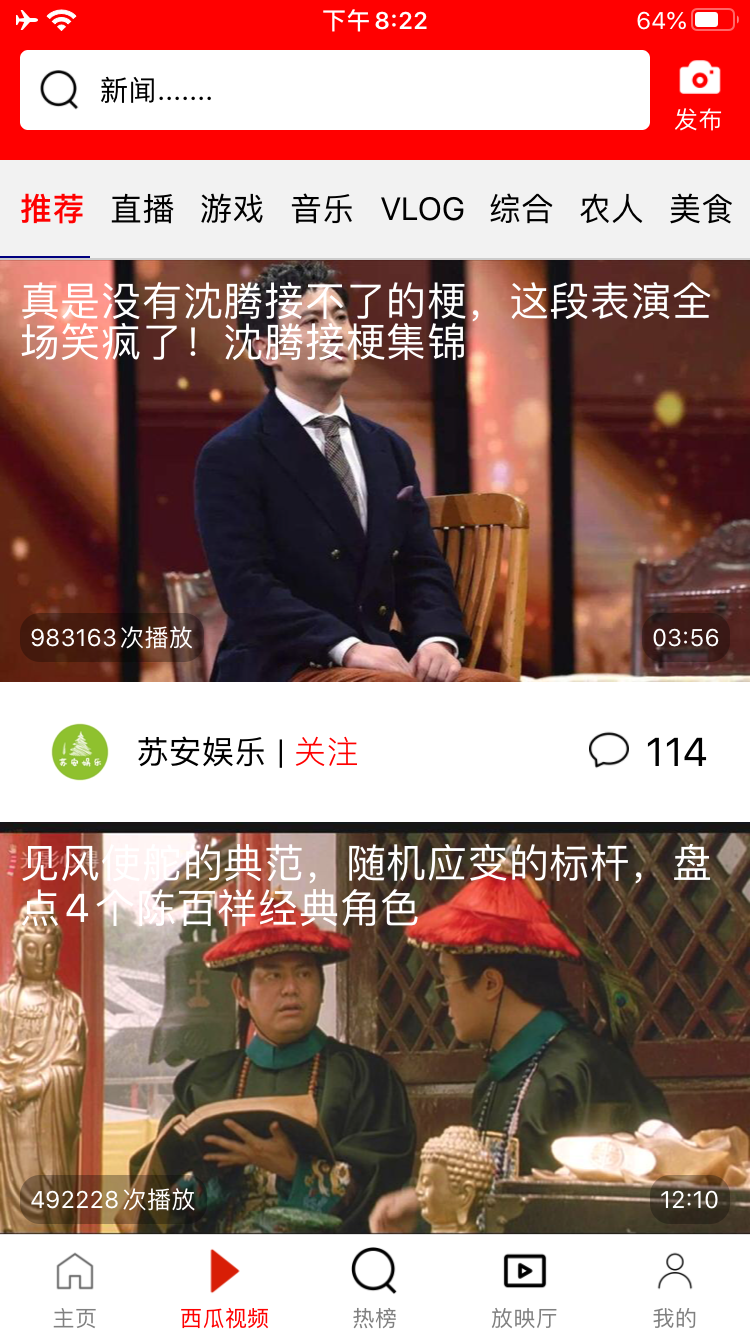 下午8:22
64%
新闻.......
发布
推荐 直播 游戏 音乐 VLOG 综合 农人 美食
真是没有沈腾接不了的梗，这段表演全
场笑疯了！沈腾接梗集锦
983163次播放
03:56
苏安娱乐
苏安娱乐 | 关注
114
见风使舵的典范，随机应变的标杆，盘
点4个陈百祥经典角色
492228次播放
12:10
主页 西瓜视频 热榜 放映厅 我的